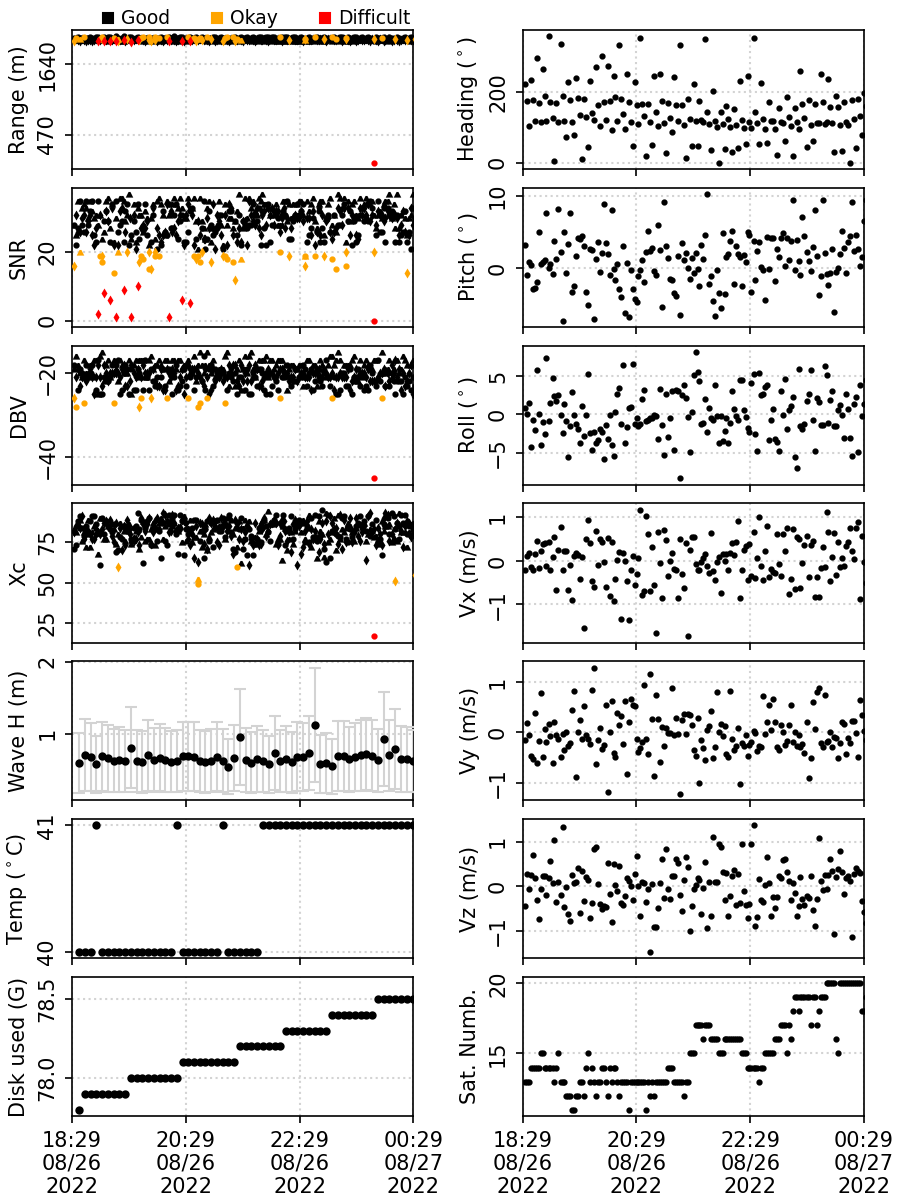 Good Okay Difficult
Range (m) 1640 470
Heading (°) 200 0
SNR 20 0
Pitch (°) 10 0
DBV −20 −40
Roll (°) 5 0 −5
Xc 75 50 25
Vx (m/s) 1 0 −1
Wave H (m) 2 1
Vy (m/s) 1 0 −1
Temp (°C) 41 40
Vz (m/s) 1 0 −1
Disk used (G) 78.5 78.0
Sat. Numb. 20 15
18:29 20:29 22:29 00:29 18:29 20:29 22:29 00:29
08/26 08/26 08/26 08/27 08/26 08/26 08/26 08/27
2022 2022 2022 2022 2022 2022 2022 2022